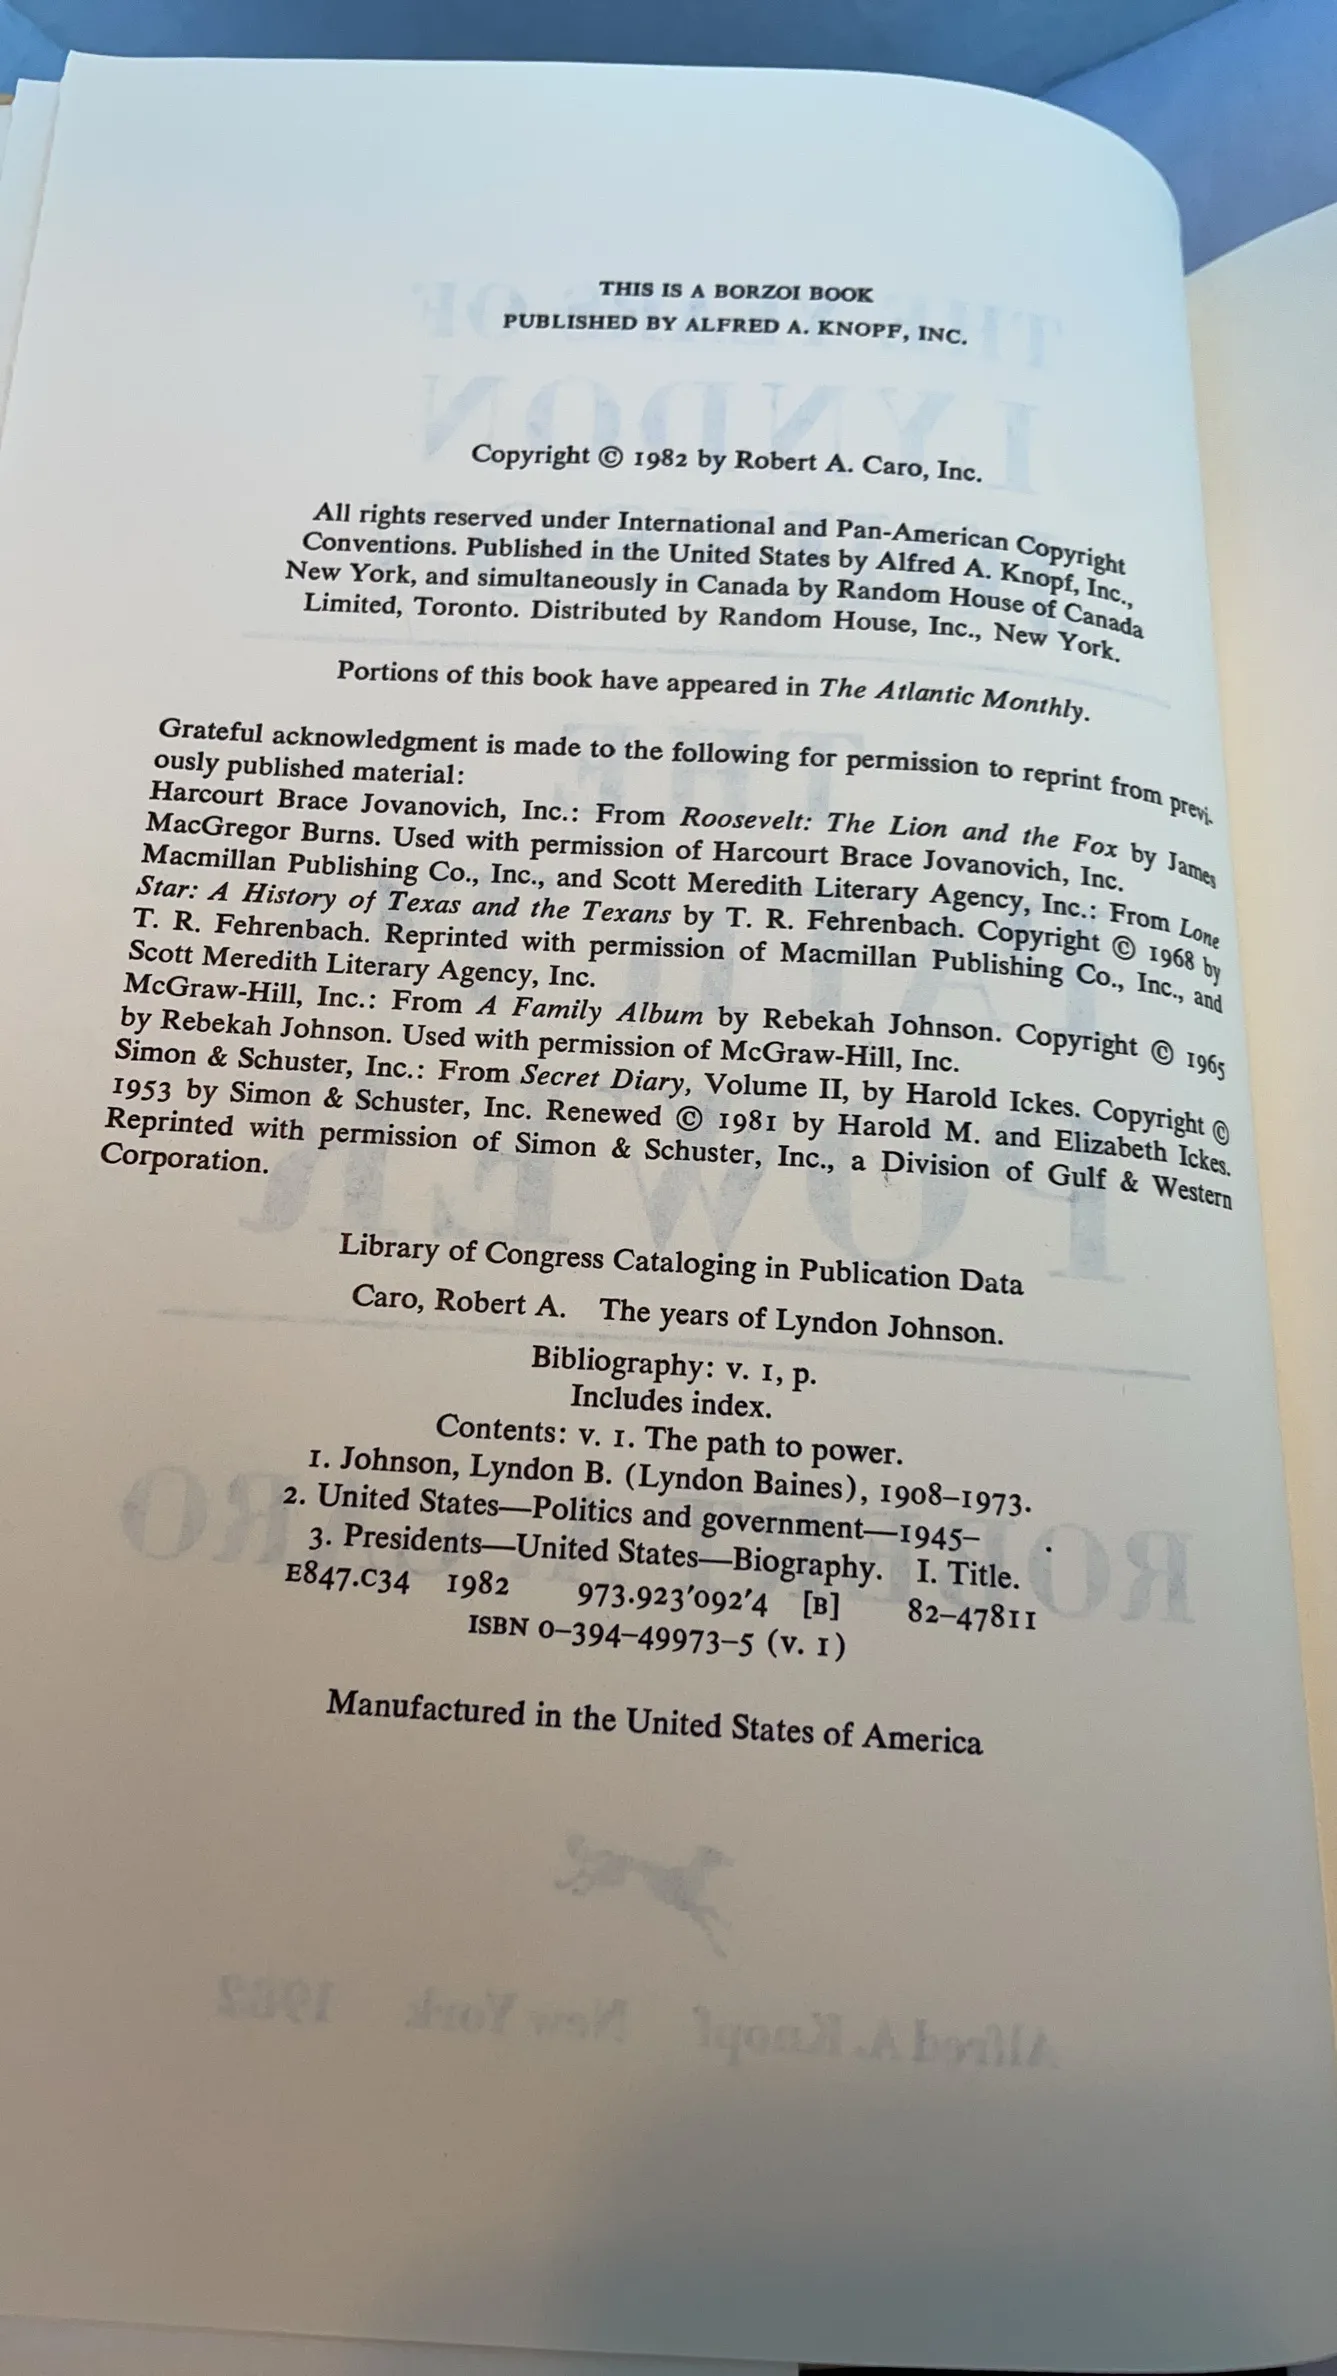 THIS IS A BORZOI BOOK
PUBLISHED BY ALFRED A. KNOPF, INC.
Copyright © 1982 by Robert A. Caro, Inc.
All rights reserved under International and Pan-American Copyright
Conventions. Published in the United States by Alfred A. Knopf, Inc.,
New York, and simultaneously in Canada by Random House of Canada
Limited, Toronto. Distributed by Random House, Inc., New York.
Portions of this book have appeared in The Atlantic Monthly.
Grateful acknowledgment is made to the following for permission to reprint from previ-
ously published material:
Harcourt Brace Jovanovich, Inc.: From Roosevelt: The Lion and the Fox by James
MacGregor Burns. Used with permission of Harcourt Brace Jovanovich, Inc.
Macmillan Publishing Co., Inc., and Scott Meredith Literary Agency, Inc.: From Lone
Star: A History of Texas and the Texans by T. R. Fehrenbach. Copyright © 1968 by
T. R. Fehrenbach. Reprinted with permission of Macmillan Publishing Co., Inc., and
Scott Meredith Literary Agency, Inc.
McGraw-Hill, Inc.: From A Family Album by Rebekah Johnson. Copyright © 1965
by Rebekah Johnson. Used with permission of McGraw-Hill, Inc.
Simon & Schuster, Inc.: From Secret Diary, Volume II, by Harold Ickes. Copyright ©
1953 by Simon & Schuster, Inc. Renewed © 1981 by Harold M. and Elizabeth Ickes.
Reprinted with permission of Simon & Schuster, Inc., a Division of Gulf & Western
Corporation.
Library of Congress Cataloging in Publication Data
Caro, Robert A. The years of Lyndon Johnson.
Bibliography: v. 1, p.
Includes index.
Contents: v. 1. The path to power.
1. Johnson, Lyndon B. (Lyndon Baines), 1908–1973.
2. United States—Politics and government—1945–
3. Presidents—United States—Biography. I. Title.
E847.C34 1982 973.923′092′4 [B] 82–47811
ISBN 0–394–49973–5 (v. 1)
Manufactured in the United States of America